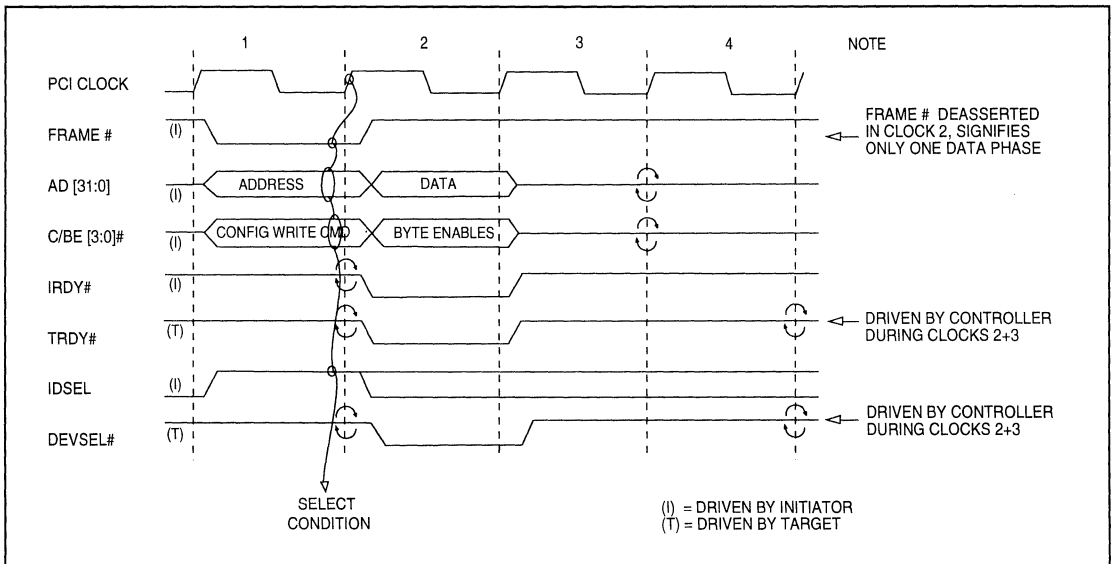 1 2 3 4 NOTE
PCI CLOCK
FRAME # (I)
FRAME # DEASSERTED
IN CLOCK 2, SIGNIFIES
ONLY ONE DATA PHASE
AD [31:0] (I) ADDRESS DATA
C/BE [3:0]# (I) CONFIG WRITE CMD BYTE ENABLES
IRDY# (I)
TRDY# (T)
DRIVEN BY CONTROLLER
DURING CLOCKS 2+3
IDSEL (I)
DEVSEL# (T)
DRIVEN BY CONTROLLER
DURING CLOCKS 2+3
SELECT
CONDITION
(I) = DRIVEN BY INITIATOR
(T) = DRIVEN BY TARGET